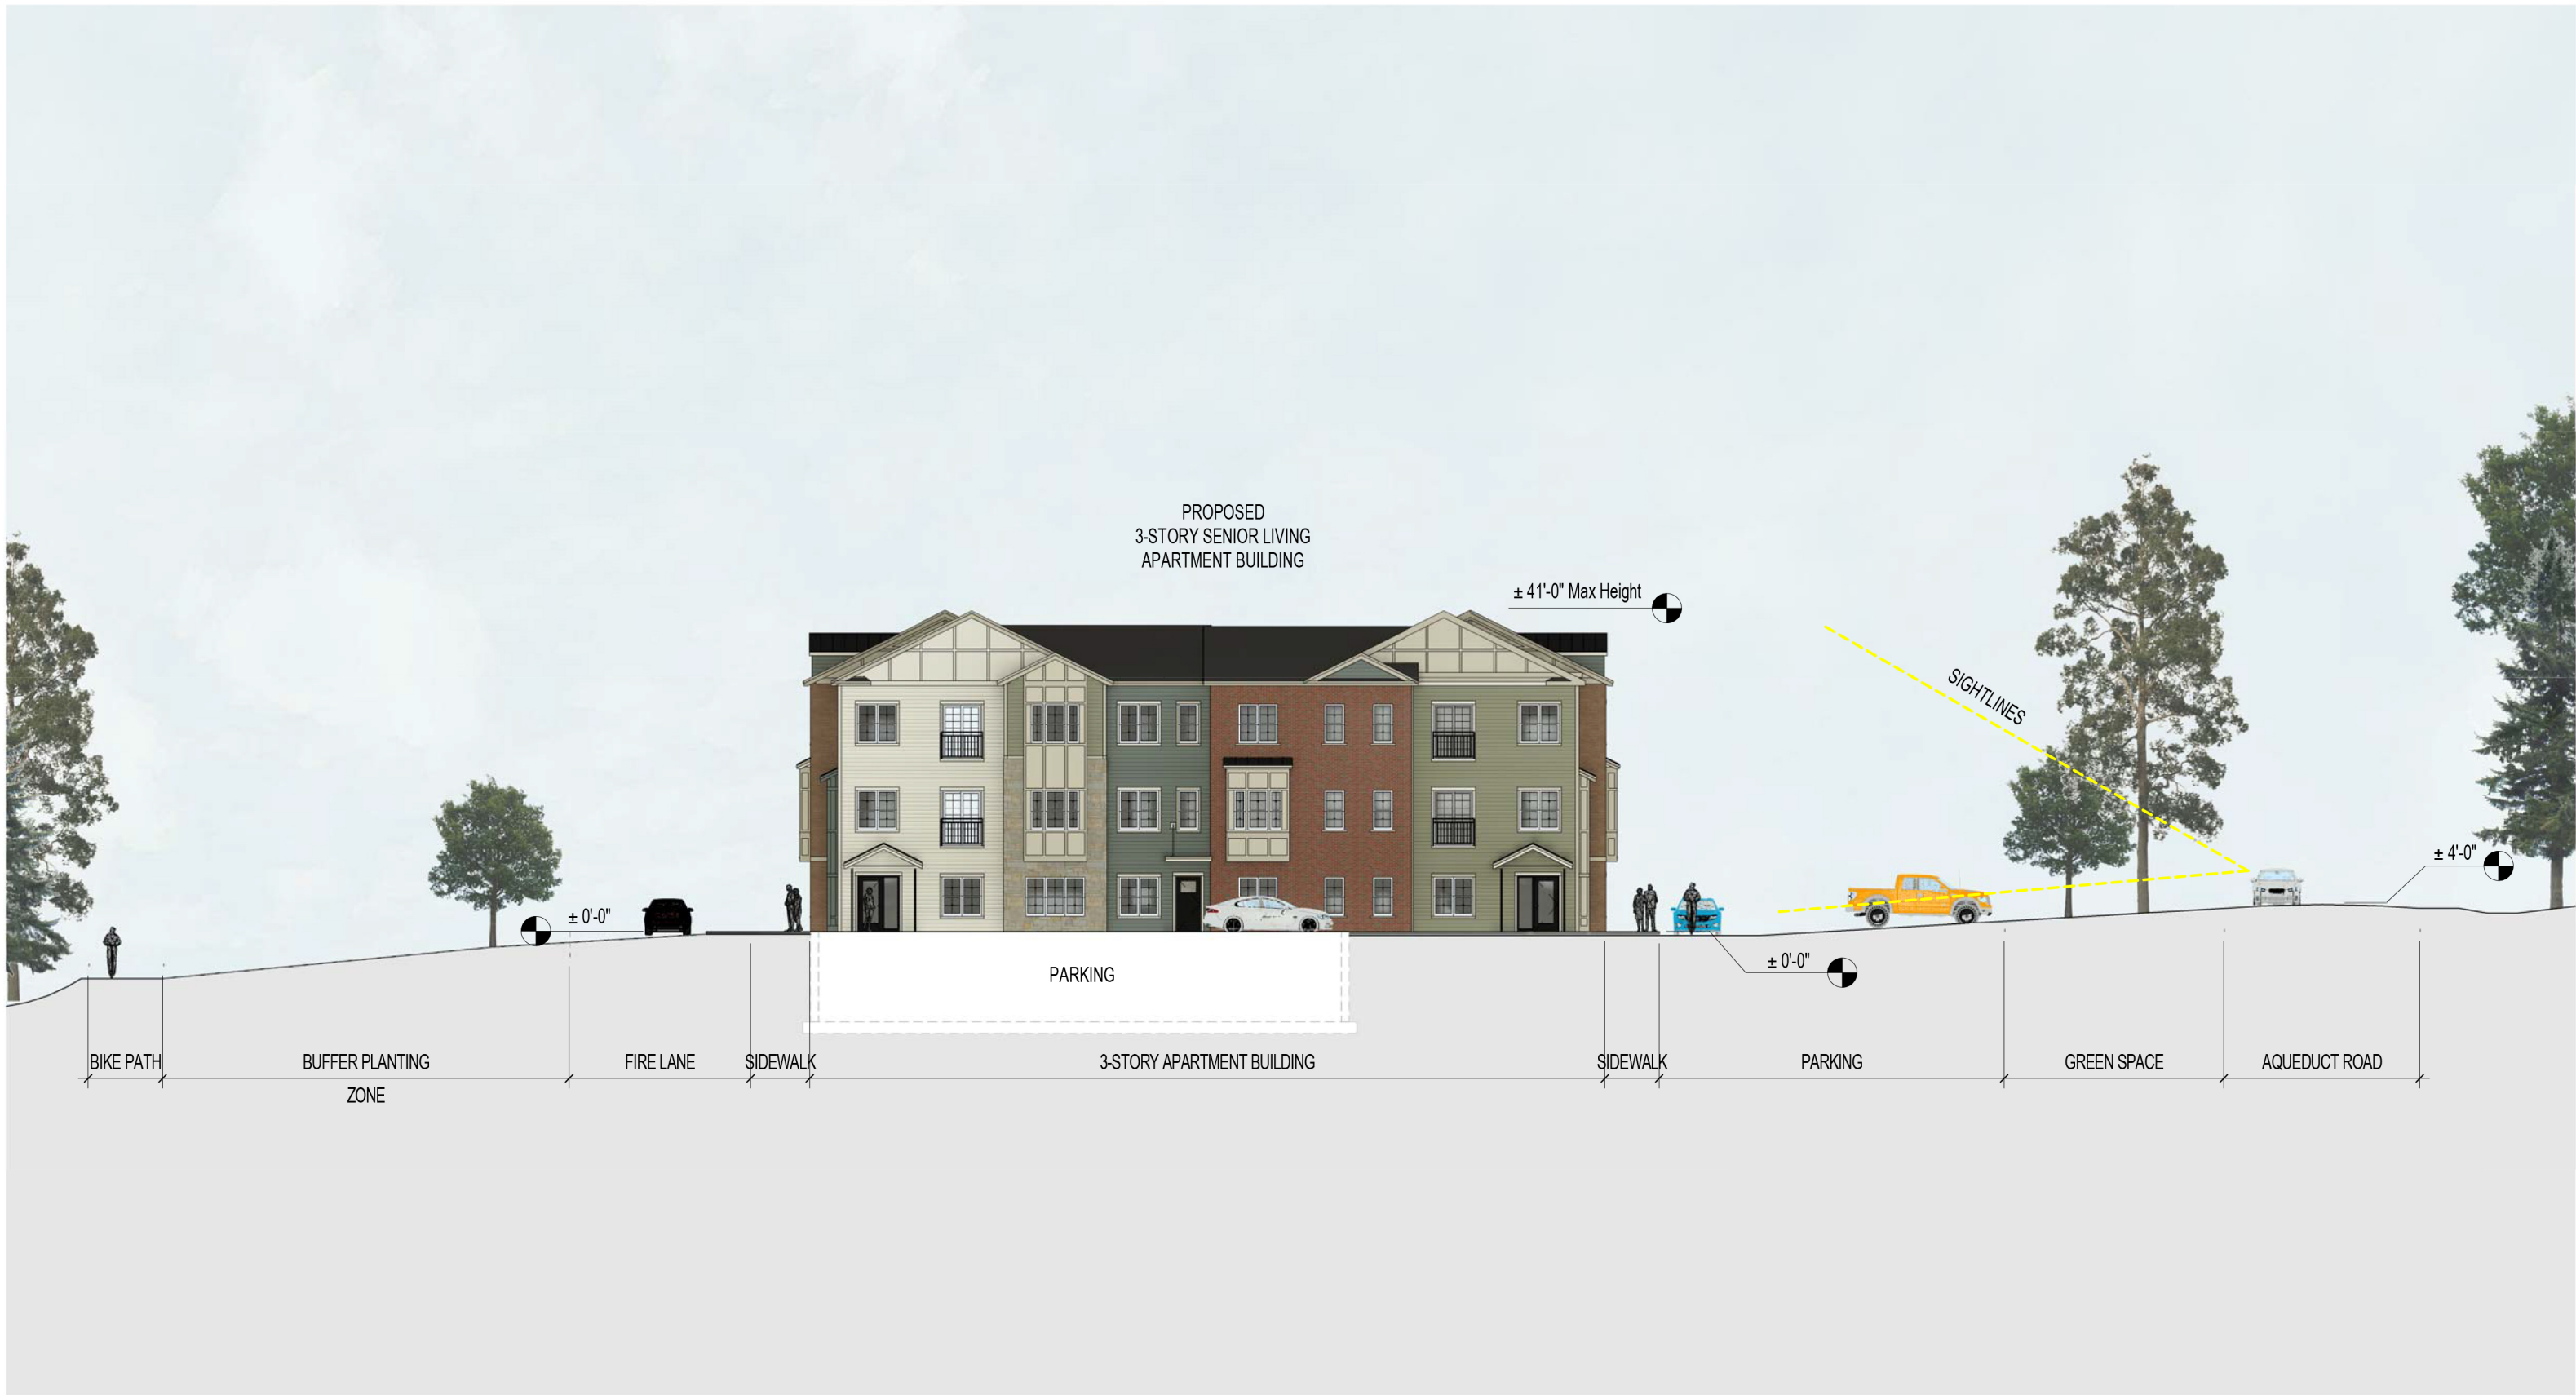 PROPOSED
3-STORY SENIOR LIVING
APARTMENT BUILDING
± 41'-0" Max Height
SIGHTLINES
± 4'-0"
± 0'-0"
± 0'-0"
PARKING
BIKE PATH
BUFFER PLANTING
ZONE
FIRE LANE
SIDEWALK
3-STORY APARTMENT BUILDING
SIDEWALK
PARKING
GREEN SPACE
AQUEDUCT ROAD